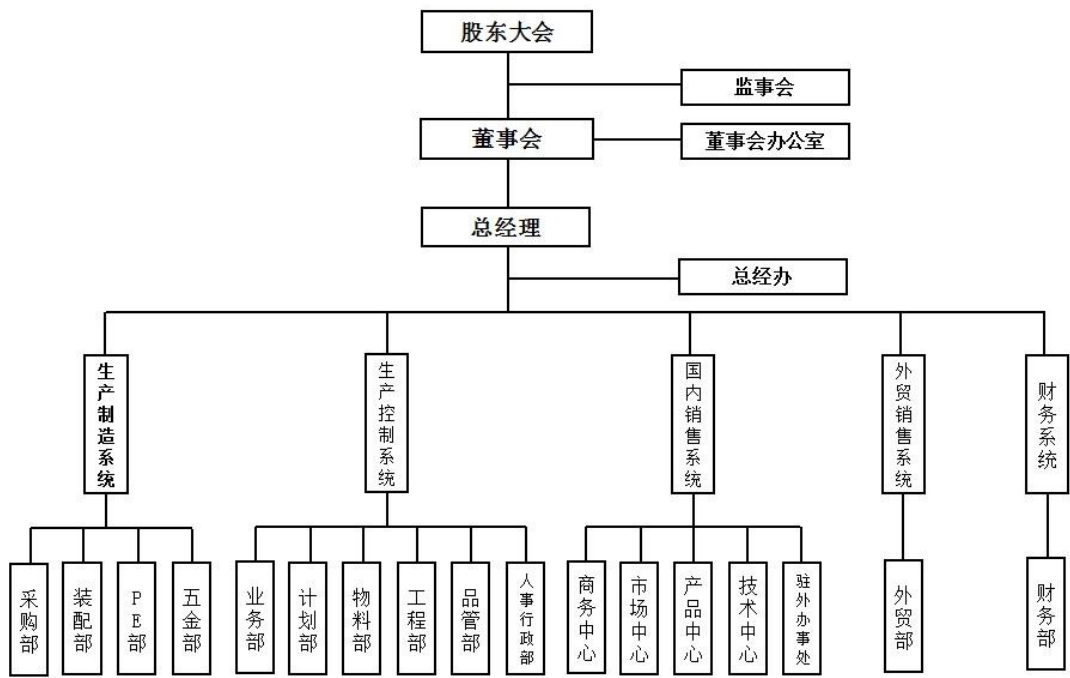 股东大会
监事会
董事会
董事会办公室
总经理
总经办
生产制造系统
生产控制系统
国内销售系统
外贸销售系统
财务系统
采购部
装配部
PE部
五金部
业务部
计划部
物料部
工程部
品管部
人事行政部
商务中心
市场中心
产品中心
技术中心
驻外办事处
外贸部
财务部